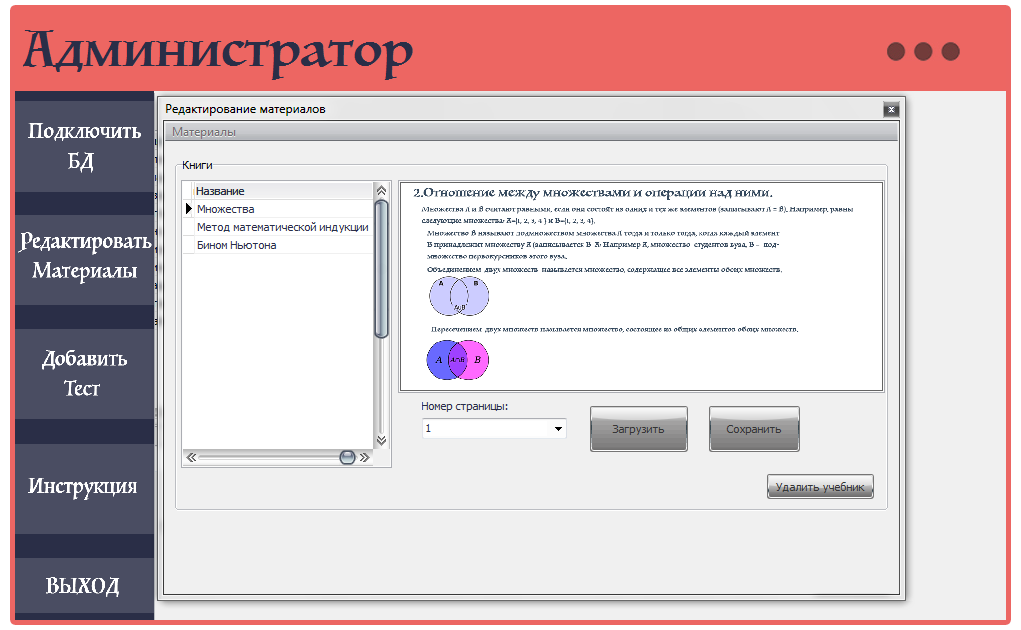 Администратор
Подключить
БД
Редактировать
Материалы
Добавить
Тест
Инструкция
ВЫХОД
Редактирование материалов
Материалы
Книги
Название
Множества
Метод математической индукции
Бином Ньютона
2.Отношение между множествами и операции над ними.
Множества А и В считают равными, если они состоят из одних и тех же элементов (записывают А = В). Например, равны
следующие множества: А={1, 2, 3, 4 } и В={1, 2, 3, 4}.
Множество В называют подмножеством множества А тогда и только тогда, когда каждый элемент
В принадлежит множеству А (записывается В А Например А, множество студентов вуза, В – под-
множество первокурсников этого вуза.
Объединением двух множеств называется множество, содержащее все элементы обоих множеств.
A B
A∪B
Пересечением двух множеств называется множество, состоящее из общих элементов обоих множеств.
A A∩B B
Номер страницы:
1
Загрузить
Сохранить
Удалить учебник